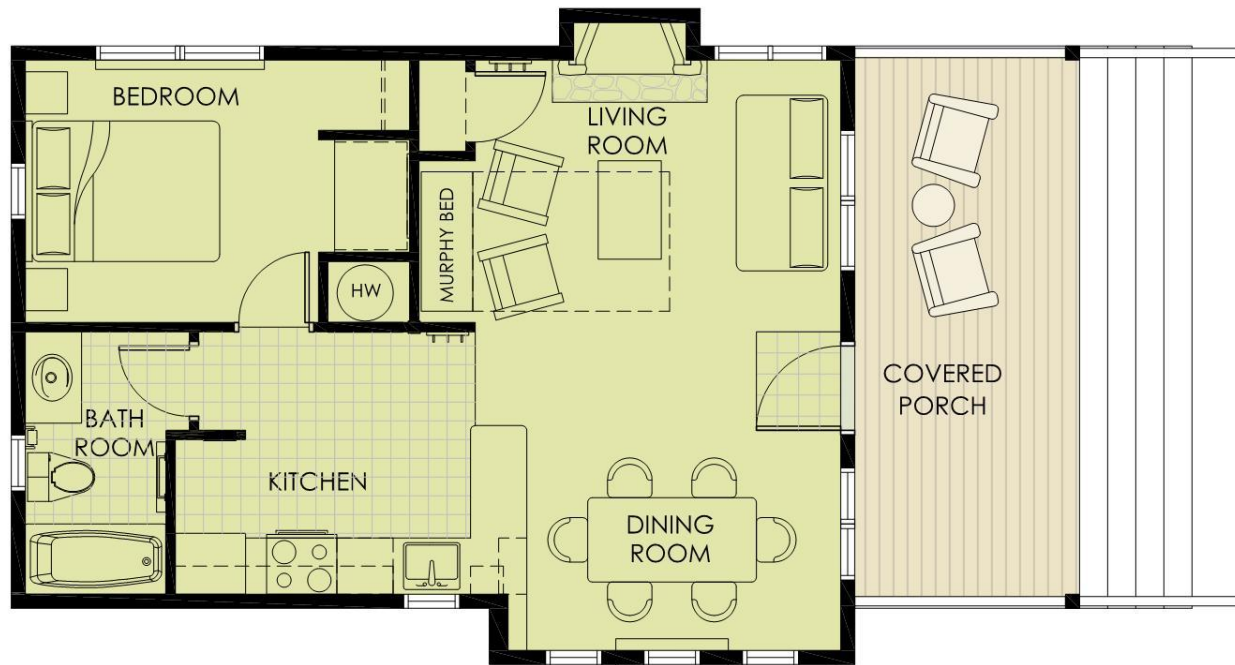 BEDROOM
LIVING
ROOM
MURPHY BED
HW
COVERED
PORCH
BATH
ROOM
KITCHEN
DINING
ROOM